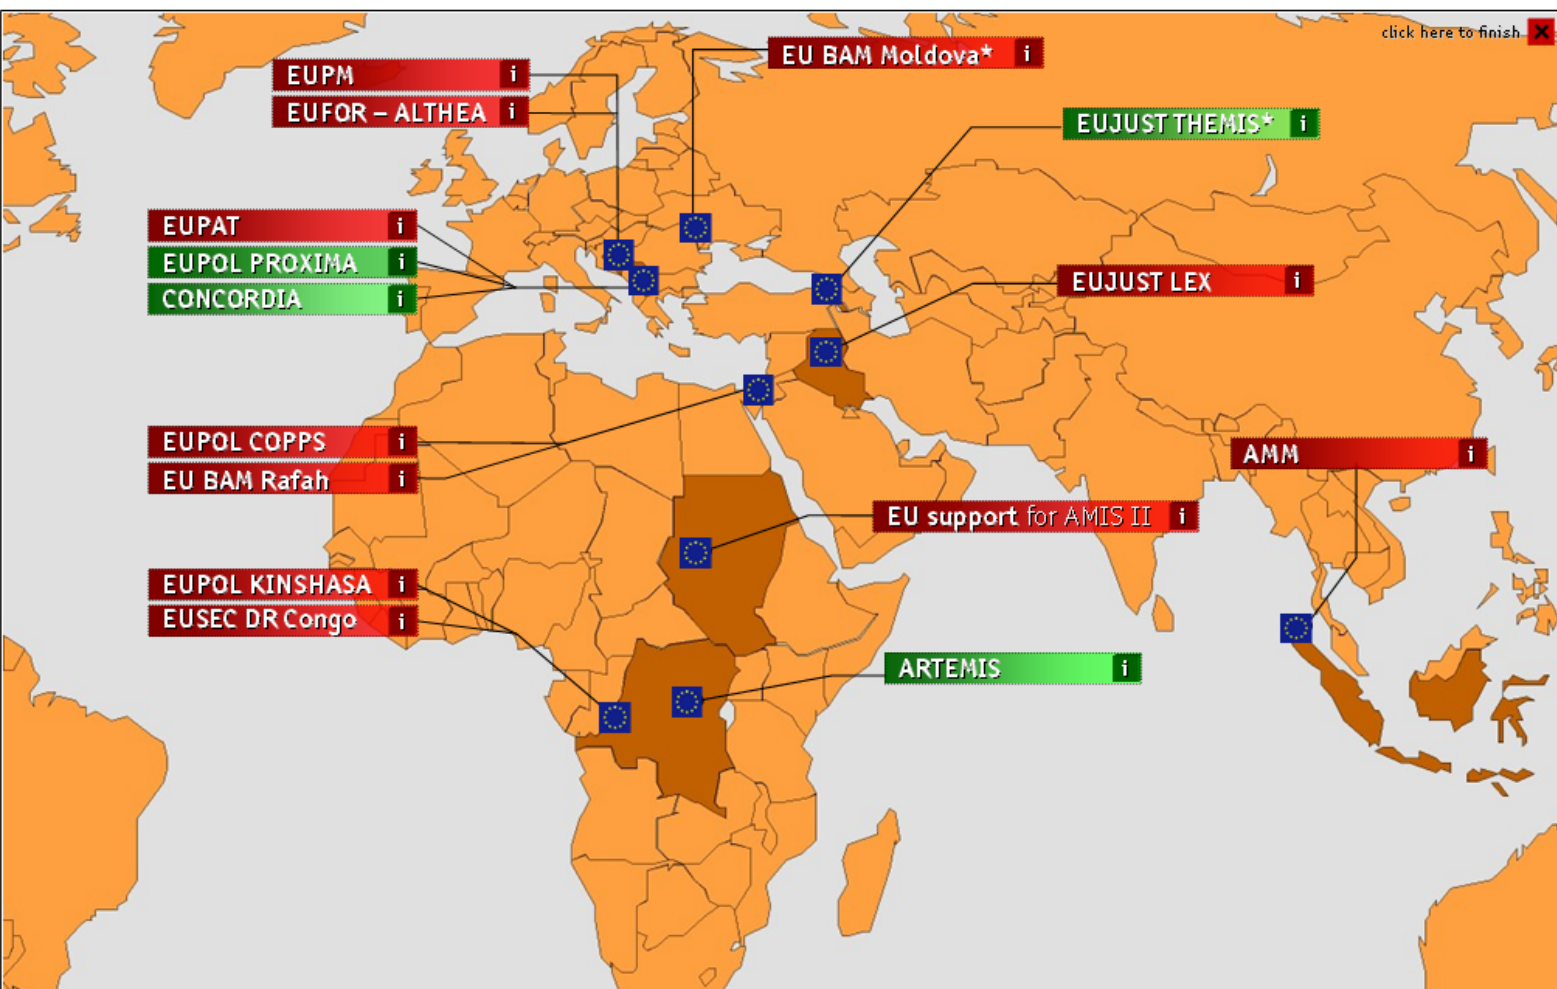 click here to finish
EU BAM Moldova* i
EUPM i
EUFOR – ALTHEA i
EUJUST THEMIS* i
EUPAT i
EUPOL PROXIMA i
CONCORDIA i
EUJUST LEX i
EUPOL COPPS i
EU BAM Rafah i
AMM i
EU support for AMIS II i
EUPOL KINSHASA i
EUSEC DR Congo i
ARTEMIS i